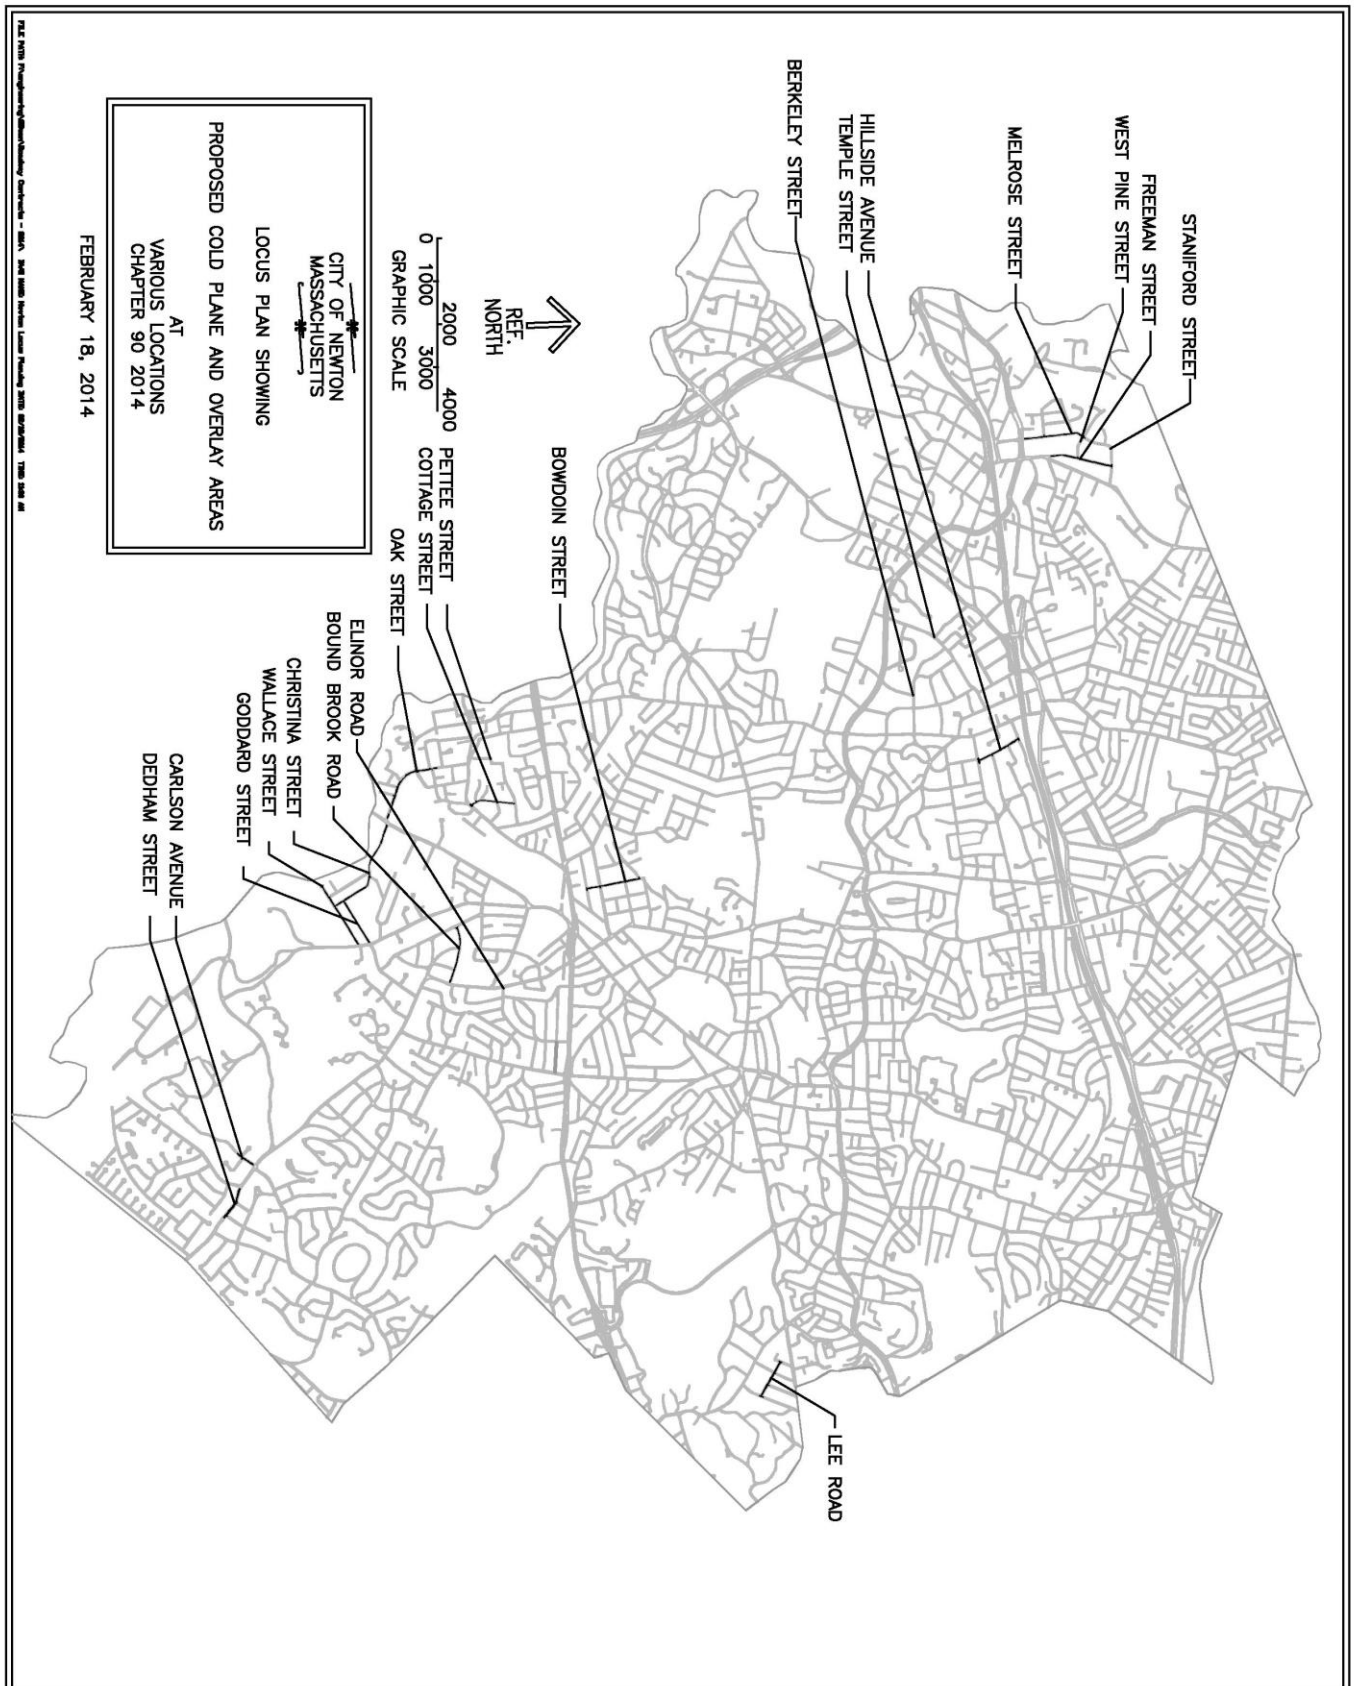 STANIFORD STREET
FREEMAN STREET
WEST PINE STREET
MELROSE STREET
HILLSIDE AVENUE
TEMPLE STREET
BERKELEY STREET
LEE ROAD
BOWDOIN STREET
PETTEE STREET
COTTAGE STREET
OAK STREET
ELINOR ROAD
BOUND BROOK ROAD
CHRISTINA STREET
WALLACE STREET
GODDARD STREET
CARLSON AVENUE
DEDHAM STREET
REF.
NORTH
0 1000 2000 3000 4000
GRAPHIC SCALE
CITY OF NEWTON
MASSACHUSETTS
LOCUS PLAN SHOWING
PROPOSED COLD PLANE AND OVERLAY AREAS
AT
VARIOUS LOCATIONS
CHAPTER 90 2014
FEBRUARY 18, 2014